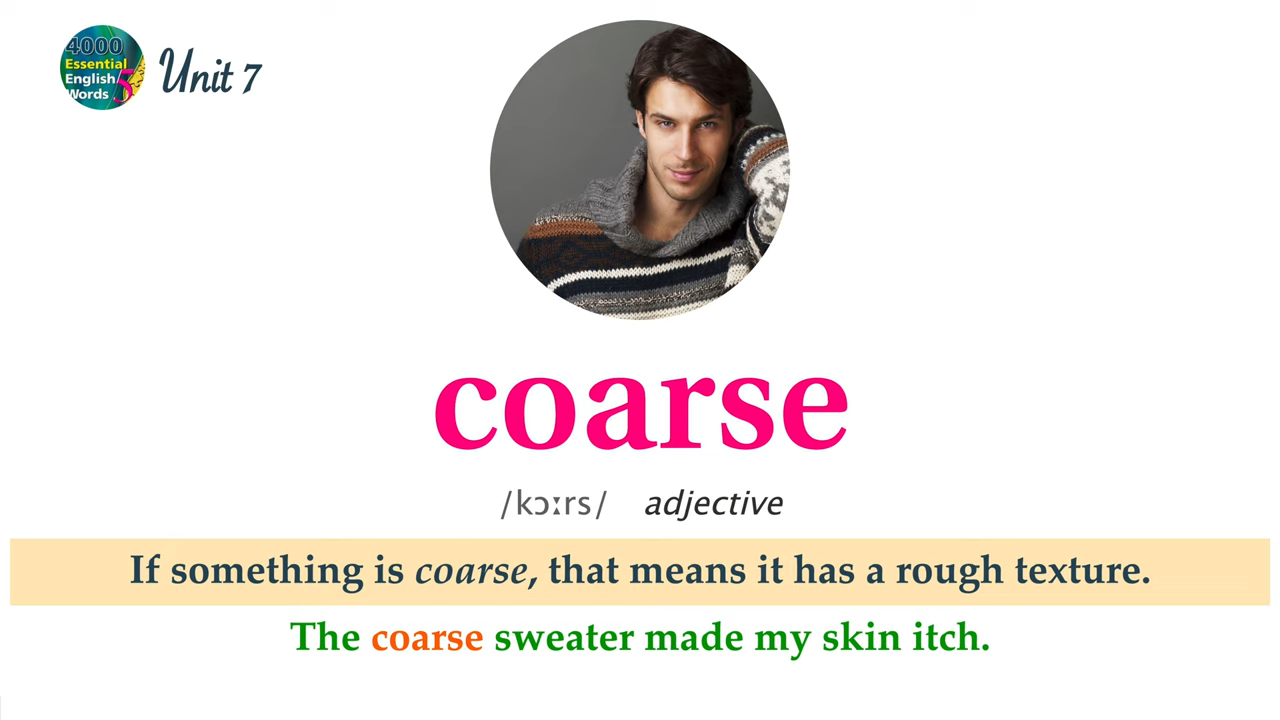 4000
Essential
English
Words 5
Unit 7
coarse
/kɔːrs/ adjective
If something is coarse, that means it has a rough texture.
The coarse sweater made my skin itch.